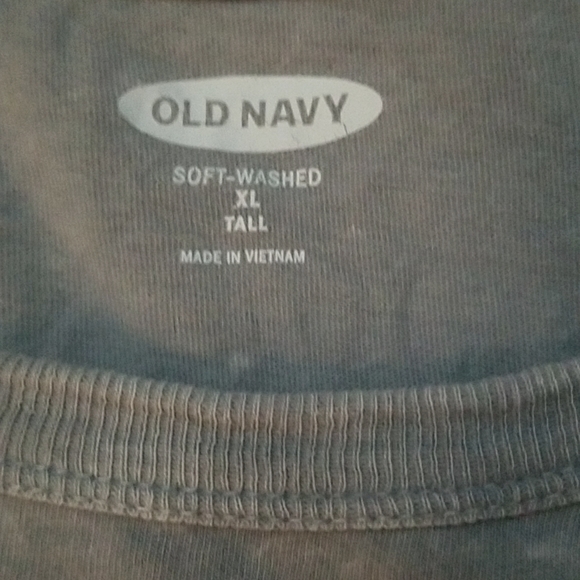 OLD NAVY
SOFT-WASHED
XL
TALL
MADE IN VIETNAM